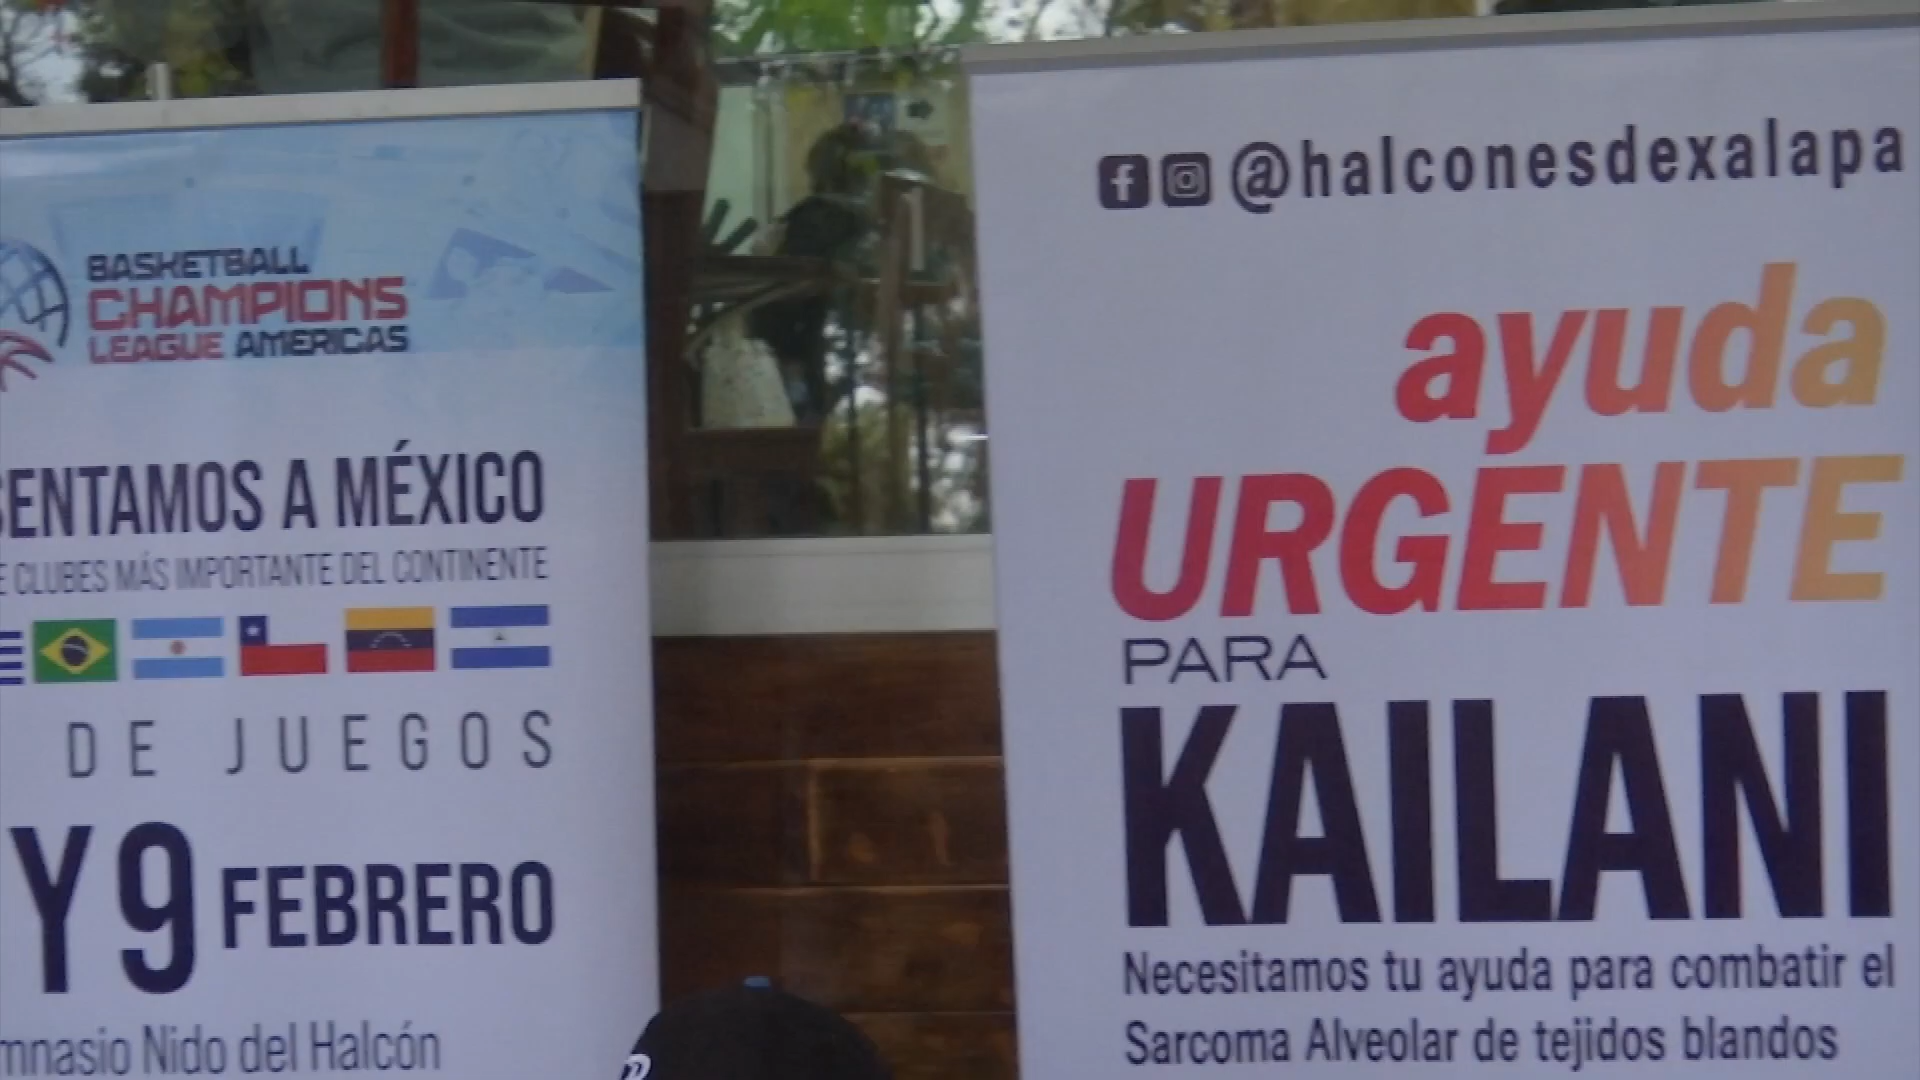 BASKETBALL
CHAMPIONS
LEAGUE AMERICAS
SENTAMOS A MÉXICO
E CLUBES MÁS IMPORTANTE DEL CONTINENTE
DE JUEGOS
Y 9 FEBRERO
mnasio Nido del Halcón
@halconesdexalapa
ayuda
URGENTE
PARA
KAILANI
Necesitamos tu ayuda para combatir el
Sarcoma Alveolar de tejidos blandos